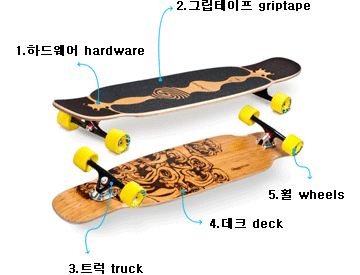 2.그립테이프 griptape
1.하드웨어 hardware
5.휠 wheels
4.데크 deck
3.트럭 truck